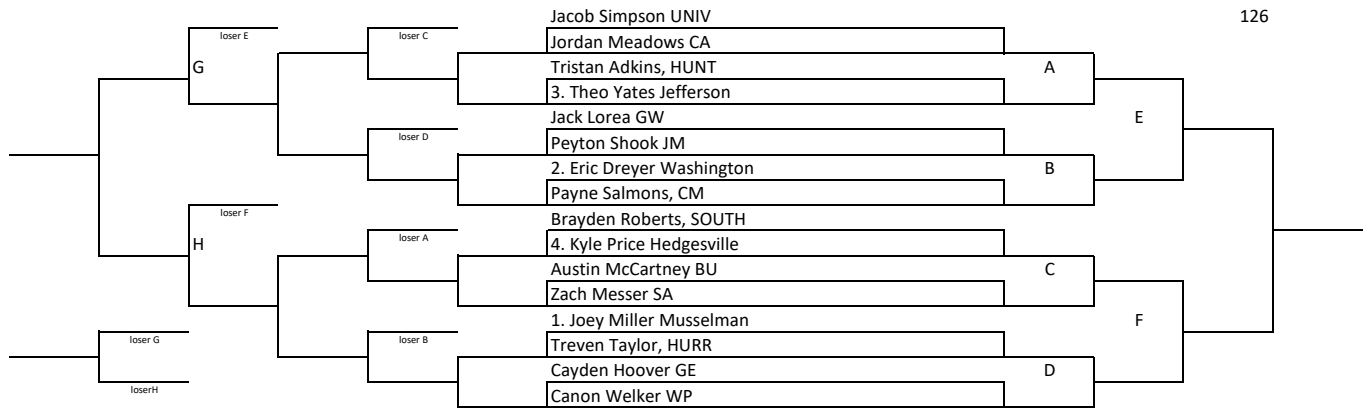 Jacob Simpson UNIV 126
loser E loser C
Jordan Meadows CA
G Tristan Adkins, HUNT A
3. Theo Yates Jefferson
Jack Lorea GW E
loser D Peyton Shook JM
2. Eric Dreyer Washington B
Payne Salmons, CM
loser F Brayden Roberts, SOUTH
H loser A 4. Kyle Price Hedgesville
Austin McCartney BU C
Zach Messer SA
1. Joey Miller Musselman F
loser G loser B Treven Taylor, HURR
Cayden Hoover GE D
loserH Canon Welker WP